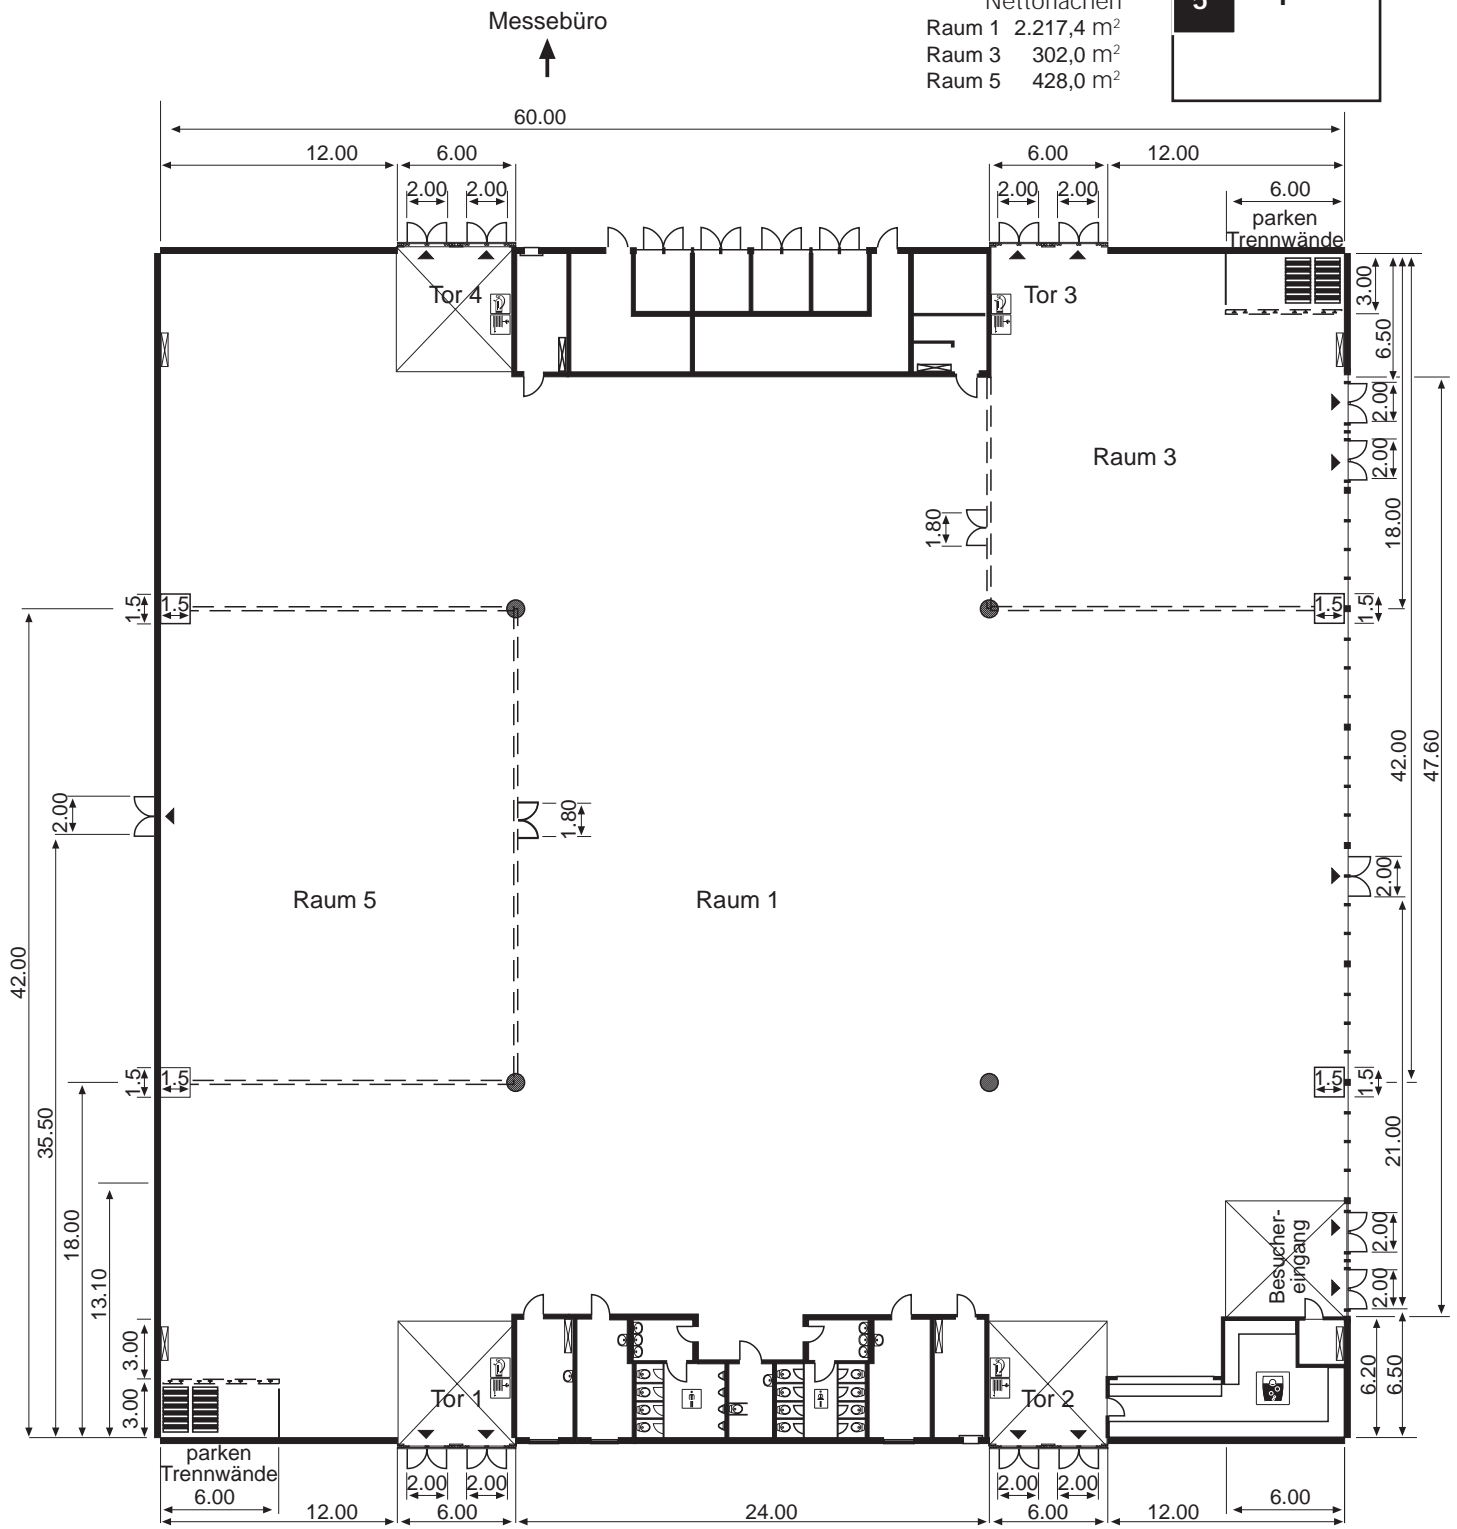 Messebüro
Nettoflächen
Raum 1 2.217,4 m²
Raum 3 302,0 m²
Raum 5 428,0 m²
5
60.00
12.00 6.00 6.00 12.00
2.00 2.00 2.00 2.00 6.00
parken
Trennwände
Tor 4 Tor 3
3.00
6.50
2.00
Raum 3
2.00
1.80
18.00
1.5 1.5
1.5 1.5
42.00
47.60
2.00
1.80
2.00
Raum 5 Raum 1
42.00
1.5 1.5
1.5 1.5
35.50
21.00
18.00
13.10
Besucher-
eingang
2.00
2.00
3.00
3.00
Tor 1 Tor 2
6.20
6.50
parken
Trennwände
2.00 2.00 2.00 2.00
6.00 6.00
12.00 6.00 24.00 6.00 12.00